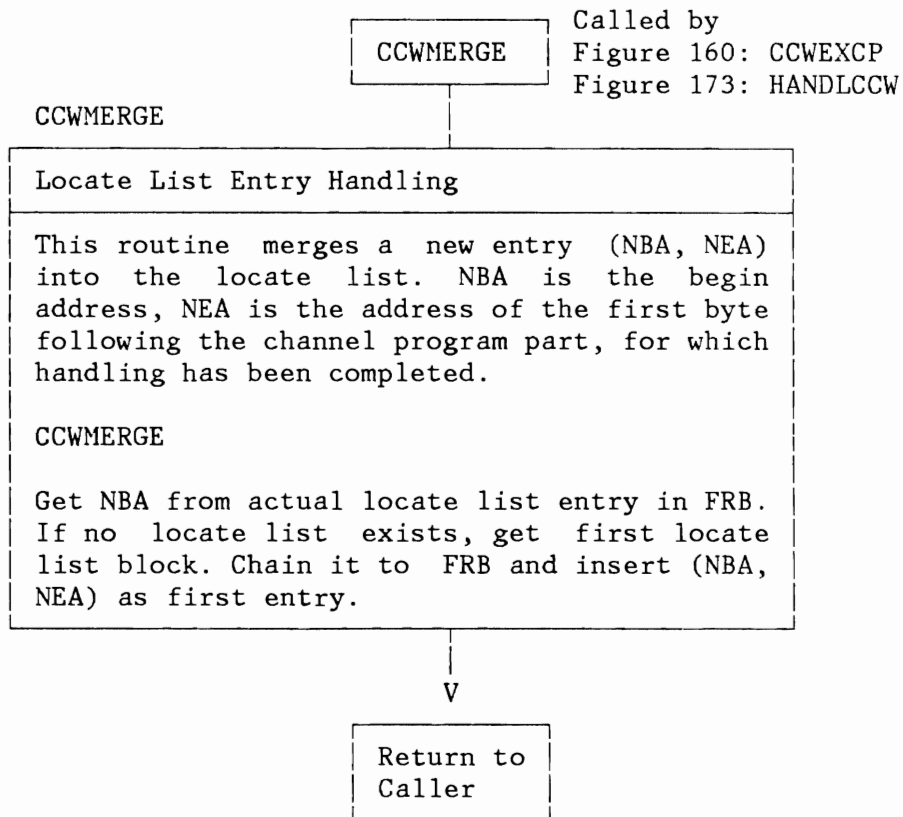 Called by
CCWMERGE
Figure 160: CCWEXCP
Figure 173: HANDLCCW
CCWMERGE
Locate List Entry Handling
This routine merges a new entry (NBA, NEA)
into the locate list. NBA is the begin
address, NEA is the address of the first byte
following the channel program part, for which
handling has been completed.
CCWMERGE
Get NBA from actual locate list entry in FRB.
If no locate list exists, get first locate
list block. Chain it to FRB and insert (NBA,
NEA) as first entry.
V
Return to
Caller